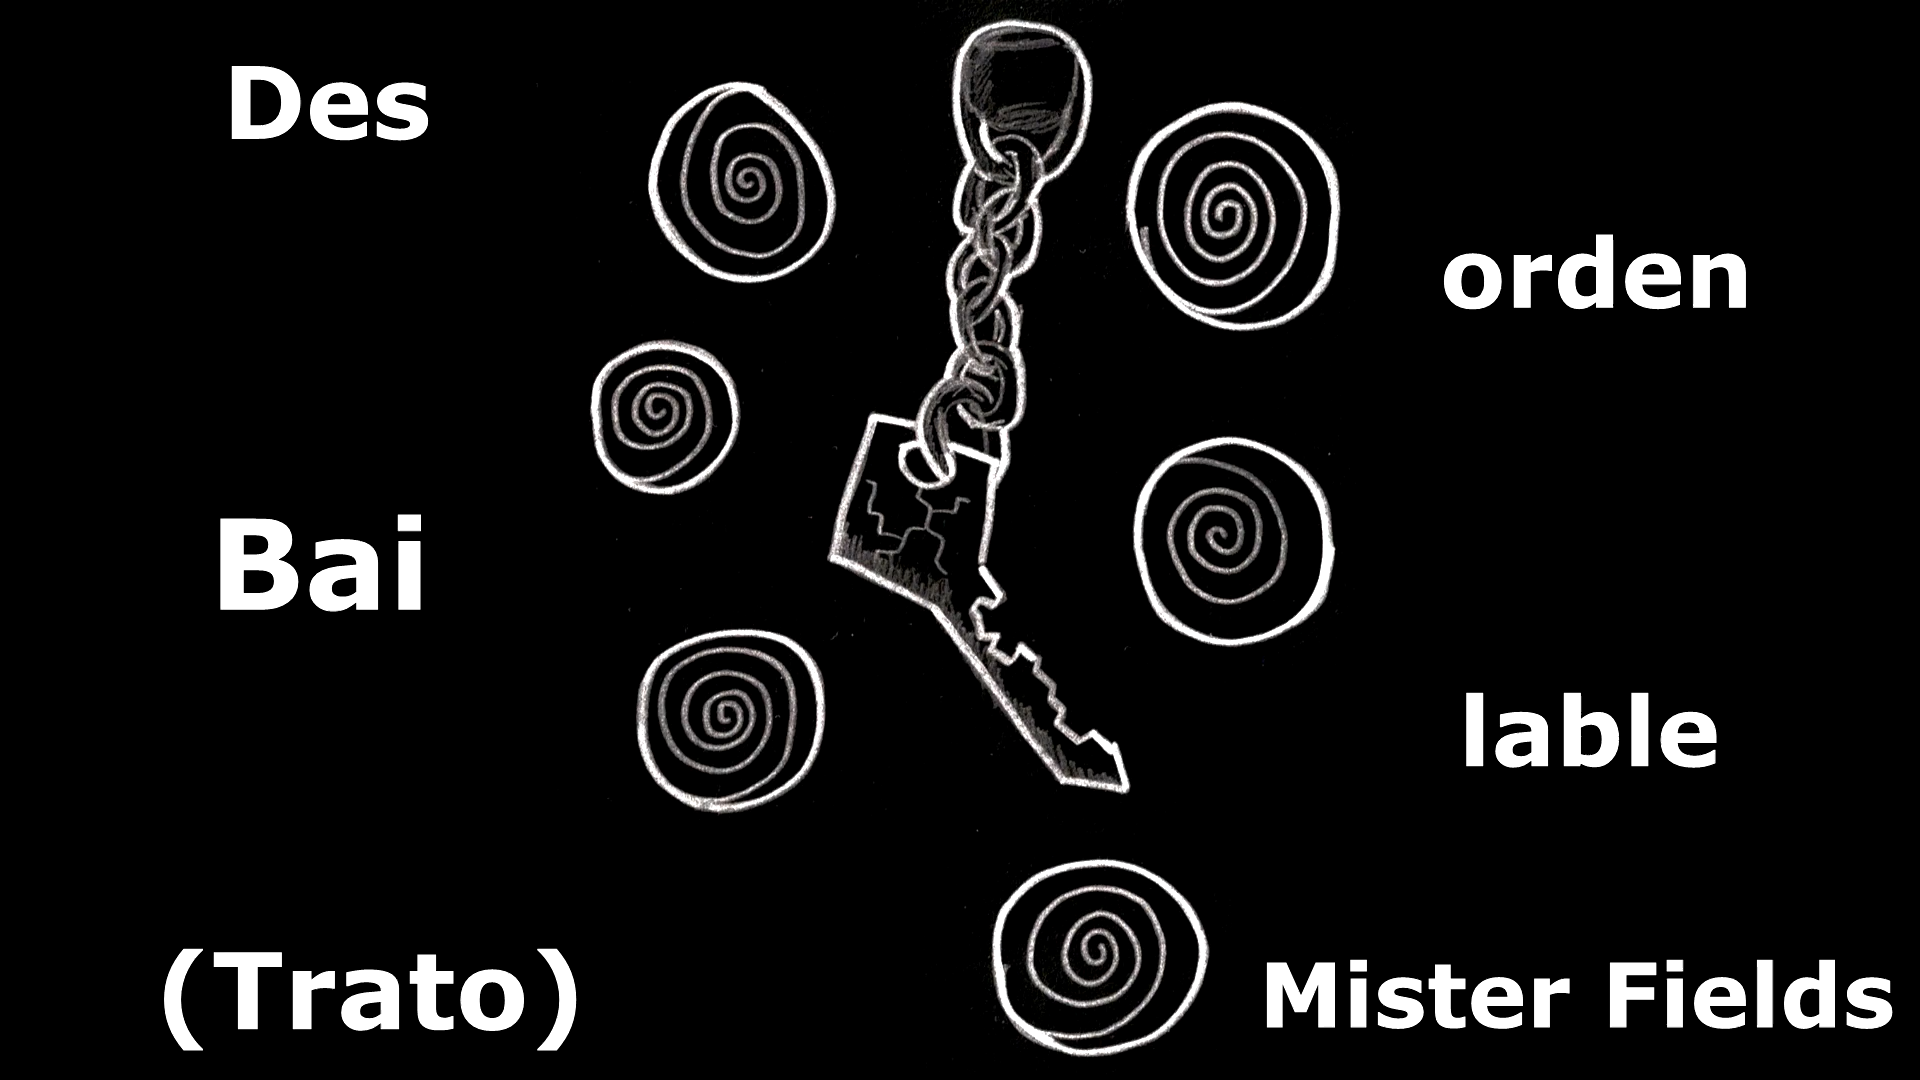 Des
orden
Bai
lable
(Trato)
Mister Fields